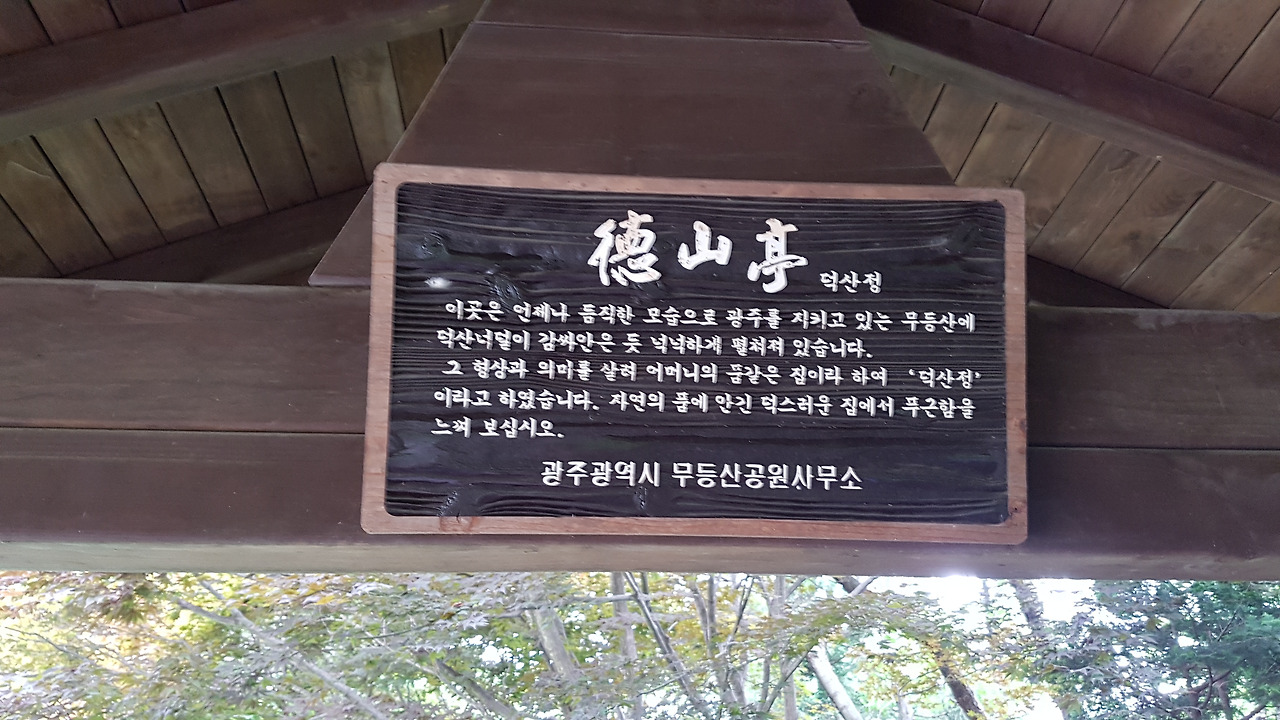 德山亭 덕산정
이곳은 언제나 듬직한 모습으로 광주를 지키고 있는 무등산에
덕산너덜이 감싸안은 듯 넉넉하게 펼쳐져 있습니다.
그 형상과 의미를 살려 어머니의 품같은 집이라 하여 '덕산정'
이라고 하였습니다. 자연의 품에 안긴 덕스러운 집에서 푸근함을
느껴 보십시오.
광주광역시 무등산공원사무소